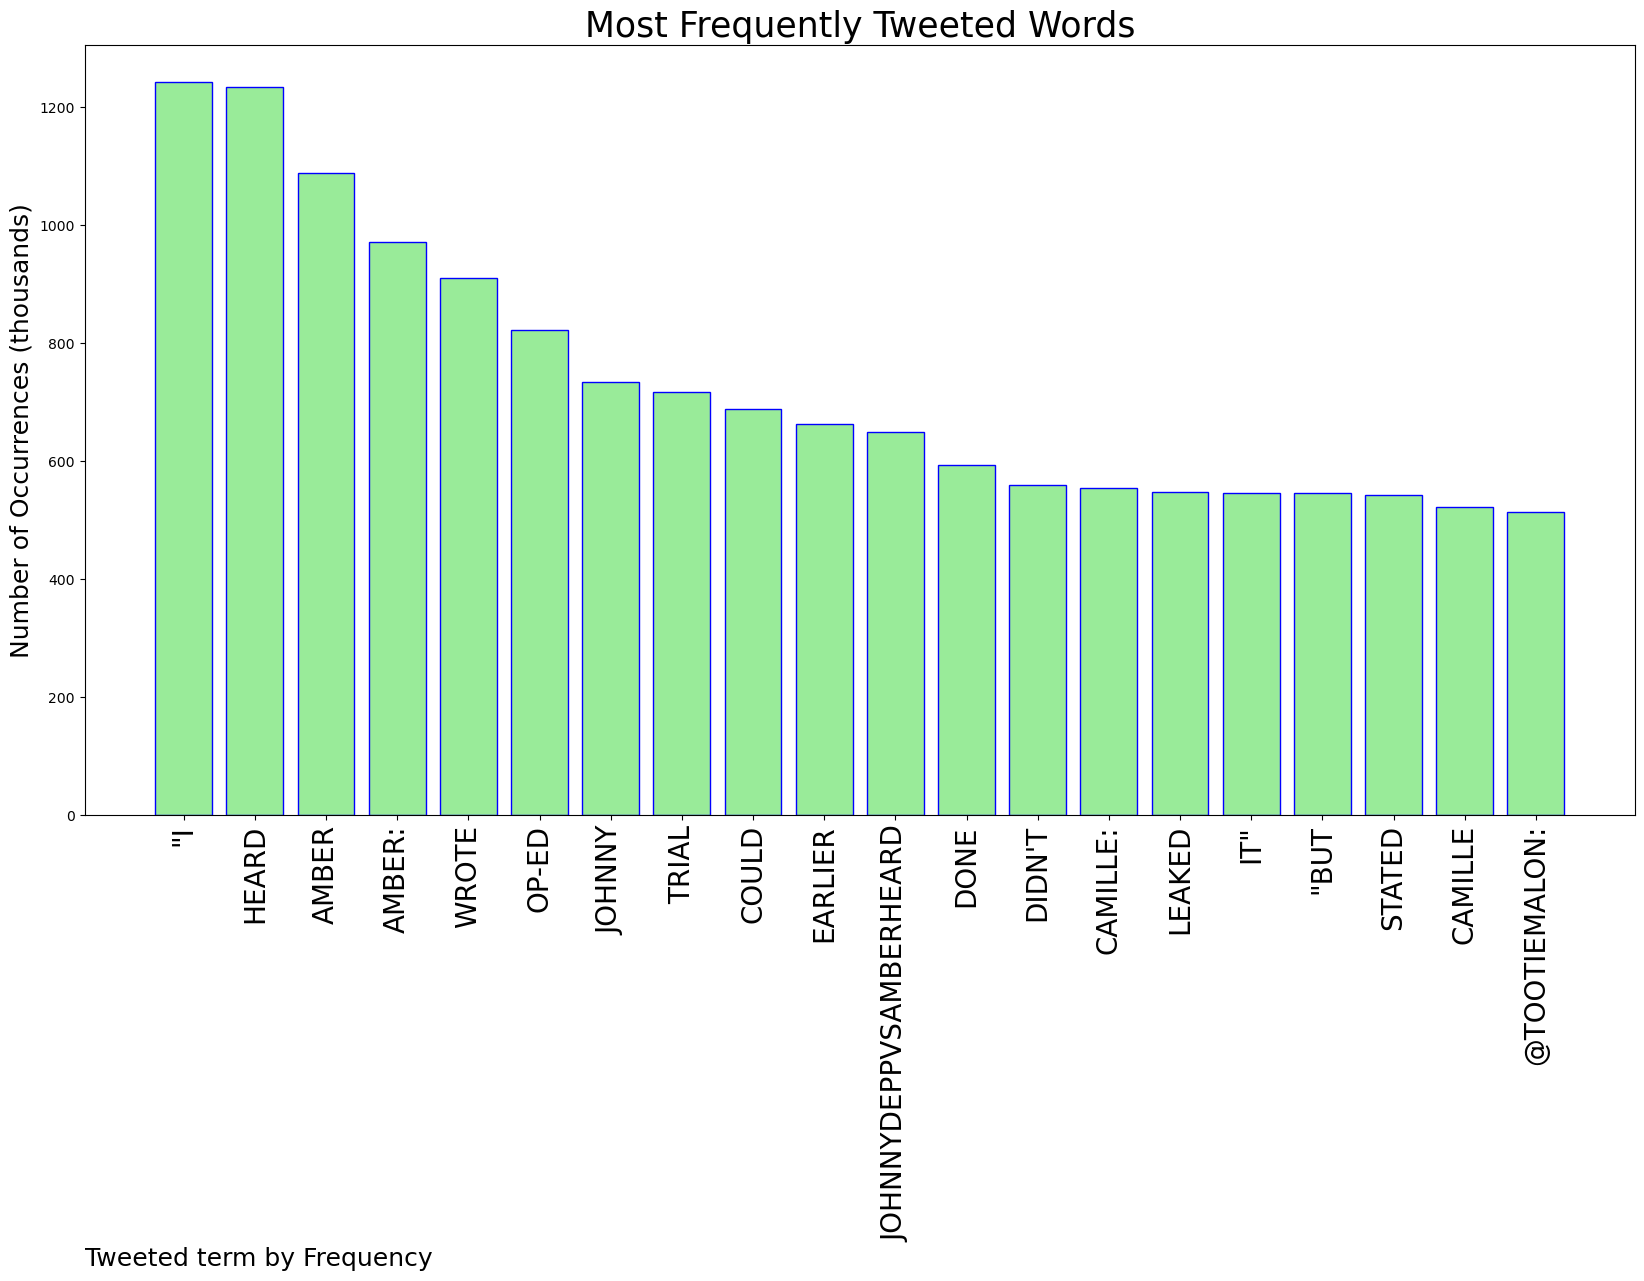 Most Frequently Tweeted Words
Number of Occurrences (thousands)
1200
1000
800
600
400
200
0
"I
HEARD
AMBER
AMBER:
WROTE
OP-ED
JOHNNY
TRIAL
COULD
EARLIER
JOHNNYDEPPVSAMBERHEARD
DONE
DIDN'T
CAMILLE:
LEAKED
IT"
"BUT
STATED
CAMILLE
@TOOTIEMALON:
Tweeted term by Frequency